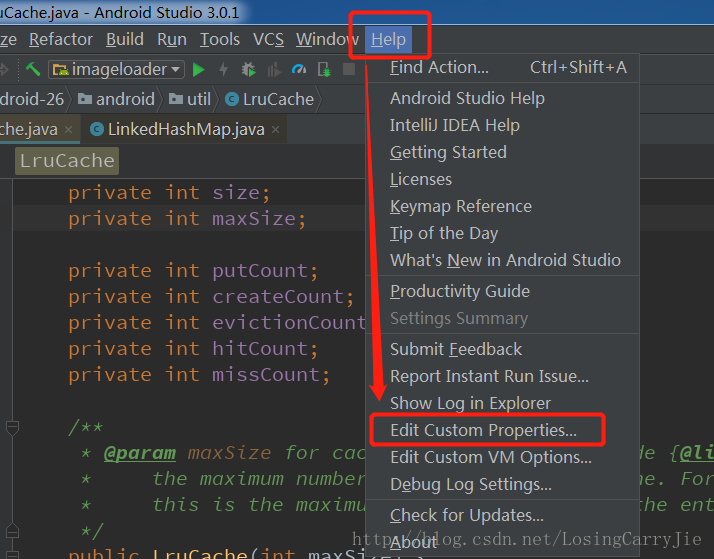 ruCache.java - Android Studio 3.0.1
ze Refactor Build Run Tools VCS Window Help
imageloader
droid-26 android util LruCache
che.java × LinkedHashMap.java ×
LruCache
private int size;
private int maxSize;
private int putCount;
private int createCount;
private int evictionCount
private int hitCount;
private int missCount;
/**
* @param maxSize for cac de {@li
* the maximum number ne. For
* this is the maximu the ent
*/
public LruCache(int maxSize) {
Find Action... Ctrl+Shift+A
Android Studio Help
IntelliJ IDEA Help
Getting Started
Licenses
Keymap Reference
Tip of the Day
What's New in Android Studio
Productivity Guide
Settings Summary
Submit Feedback
Report Instant Run Issue...
Show Log in Explorer
Edit Custom Properties...
Edit Custom VM Options...
Debug Log Settings...
Check for Updates...
About
http://blog.csdn.net/LosingCarryJie